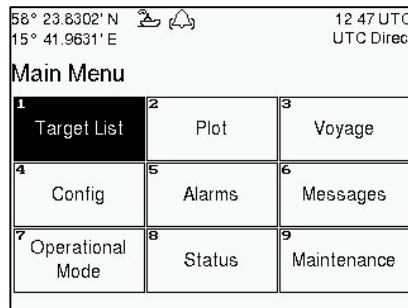 58° 23.8302' N 12 47 UTC
15° 41.9631' E UTC Direc
Main Menu
1 Target List
2 Plot
3 Voyage
4 Config
5 Alarms
6 Messages
7 Operational
Mode
8 Status
9 Maintenance